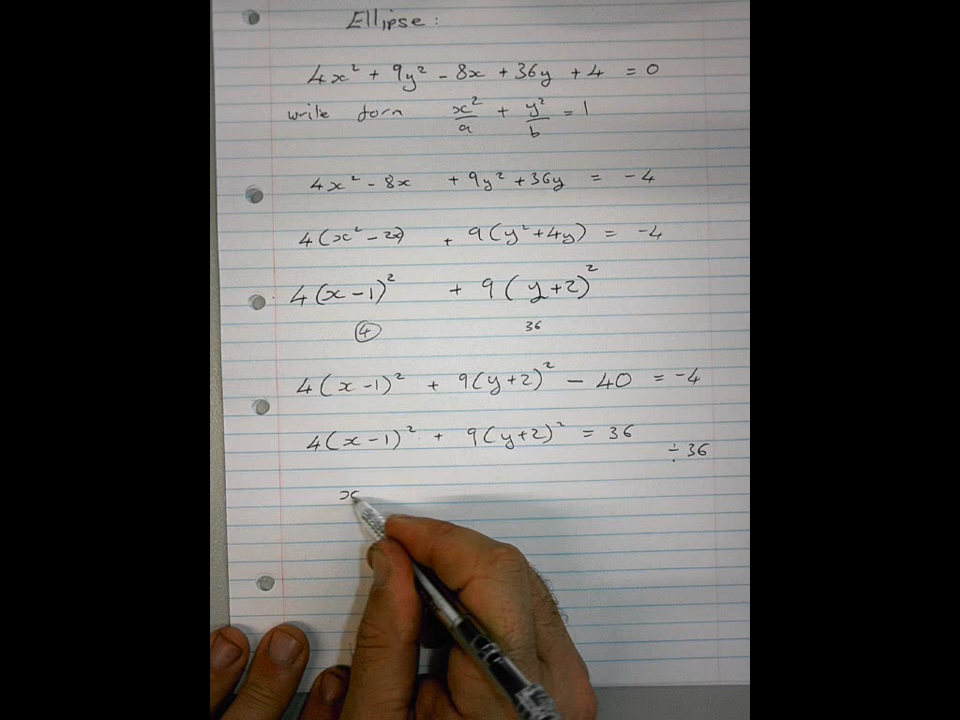 Ellipse:
4x² + 9y² - 8x + 36y + 4 = 0
write form x²/a + y²/b = 1
4x² - 8x + 9y² + 36y = -4
4(x² - 2x) + 9(y² + 4y) = -4
4(x - 1)² + 9(y + 2)²
4 36
4(x - 1)² + 9(y + 2)² - 40 = -4
4(x - 1)² + 9(y + 2)² = 36
÷ 36
x